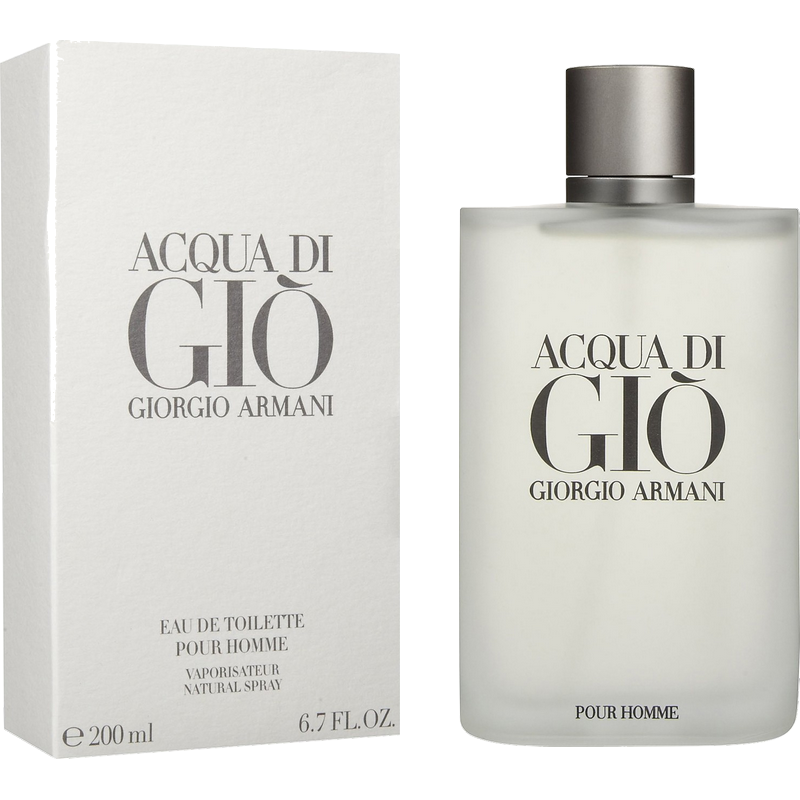 ACQUA DI
GIÒ
GIORGIO ARMANI
EAU DE TOILETTE
POUR HOMME
VAPORISATEUR
NATURAL SPRAY
℮ 200 ml
6.7 FL.OZ.
ACQUA DI
GIÒ
GIORGIO ARMANI
POUR HOMME